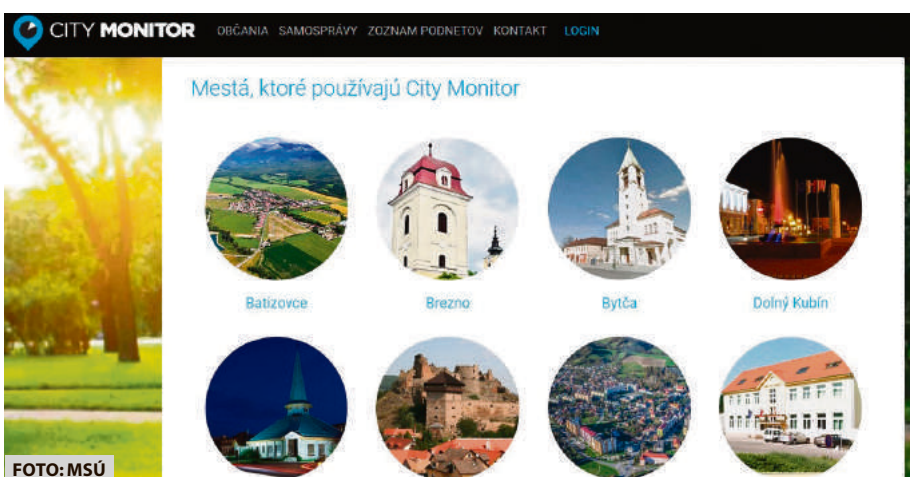 CITY MONITOR OBČANIA SAMOSPRÁVY ZOZNAM PODNETOV KONTAKT LOGIN
Mestá, ktoré používajú City Monitor
Batizovce Brezno Bytča Dolný Kubín
FOTO: MSÚ